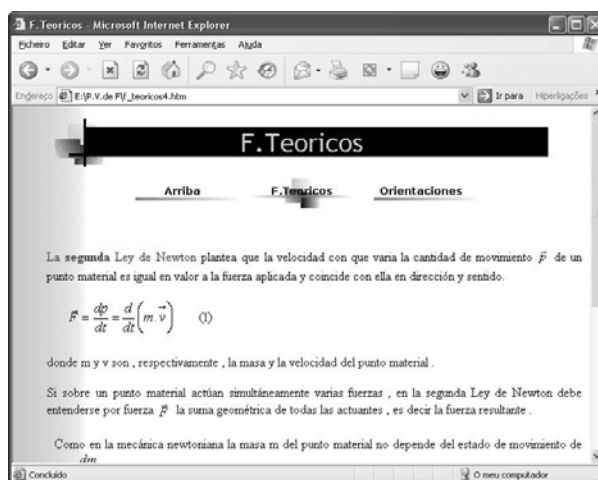 F.Teoricos - Microsoft Internet Explorer
Ficheiro Editar Ver Favoritos Ferramentas Ajuda
Endereço E:\P.V.de F\f_teoricos4.htm Ir para Hiperligações
F.Teoricos
Arriba F.Teoricos Orientaciones
La segunda Ley de Newton plantea que la velocidad con que varia la cantidad de movimiento p⃗ de un
punto material es igual en valor a la fuerza aplicada y coincide con ella en dirección y sentido.
F⃗ = dp/dt = d/dt (m.v⃗) (1)
donde m y v son , respectivamente , la masa y la velocidad del punto material .
Si sobre un punto material actúan simultáneamente varias fuerzas , en la segunda Ley de Newton debe
entenderse por fuerza F⃗ la suma geométrica de todas las actuantes , es decir la fuerza resultante .
Como en la mecánica newtoniana la masa m del punto material no depende del estado de movimiento de
dm
Concluído O meu computador